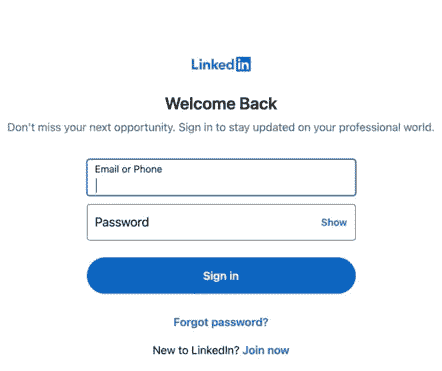 LinkedIn
Welcome Back
Don't miss your next opportunity. Sign in to stay updated on your professional world.
Email or Phone
Password Show
Sign in
Forgot password?
New to LinkedIn? Join now